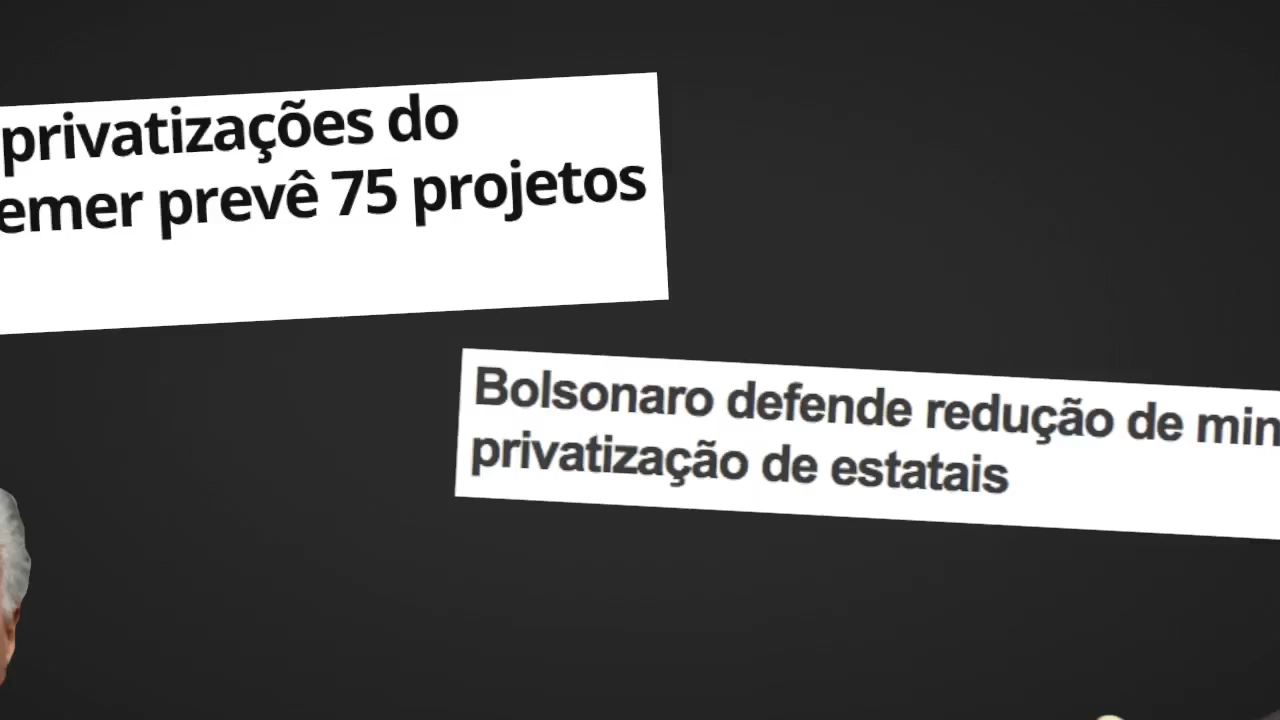 privatizações do
emer prevê 75 projetos
Bolsonaro defende redução de min
privatização de estatais